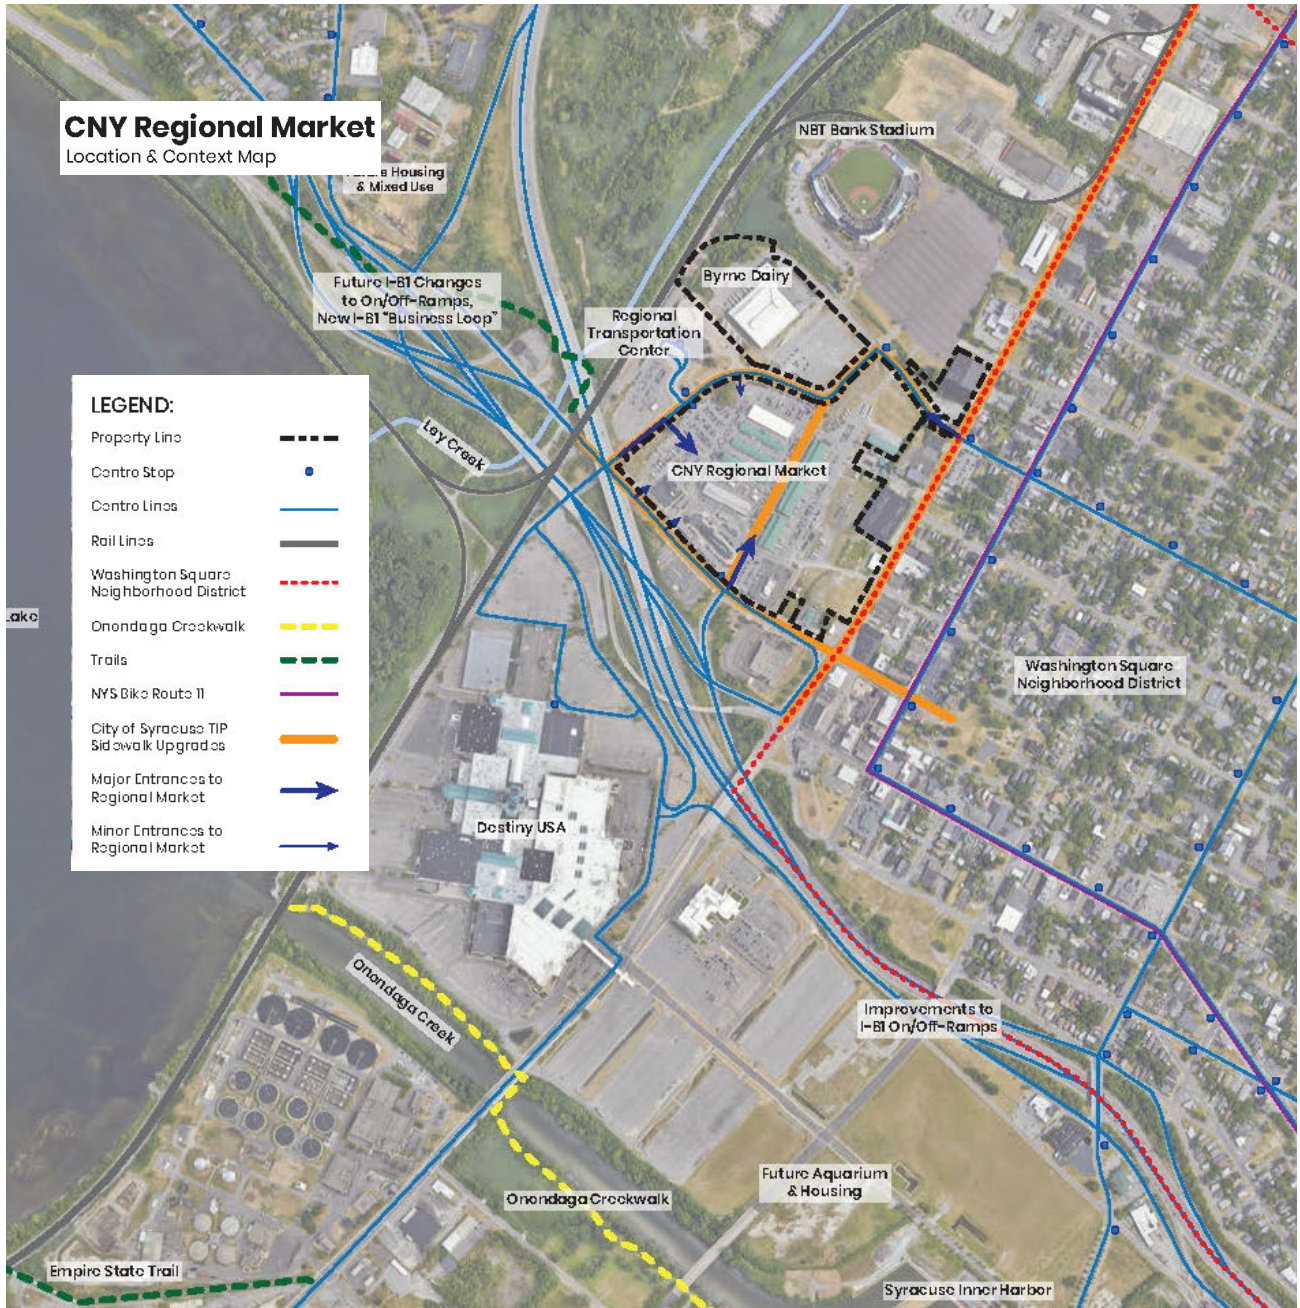 CNY Regional Market
Location & Context Map
Future Housing
& Mixed Use
NBT Bank Stadium
Byrne Dairy
Future I-81 Changes
to On/Off-Ramps,
New I-81 "Business Loop"
Regional
Transportation
Center
Ley Creek
CNY Regional Market
LEGEND:
Property Line
Centro Stop
Centro Lines
Rail Lines
Washington Square
Neighborhood District
Onondaga Creekwalk
Trails
NYS Bike Route 11
City of Syracuse TIP
Sidewalk Upgrades
Major Entrances to
Regional Market
Minor Entrances to
Regional Market
Lake
Washington Square
Neighborhood District
Destiny USA
Onondaga Creek
Improvements to
I-81 On/Off-Ramps
Onondaga Creekwalk
Future Aquarium
& Housing
Empire State Trail
Syracuse Inner Harbor